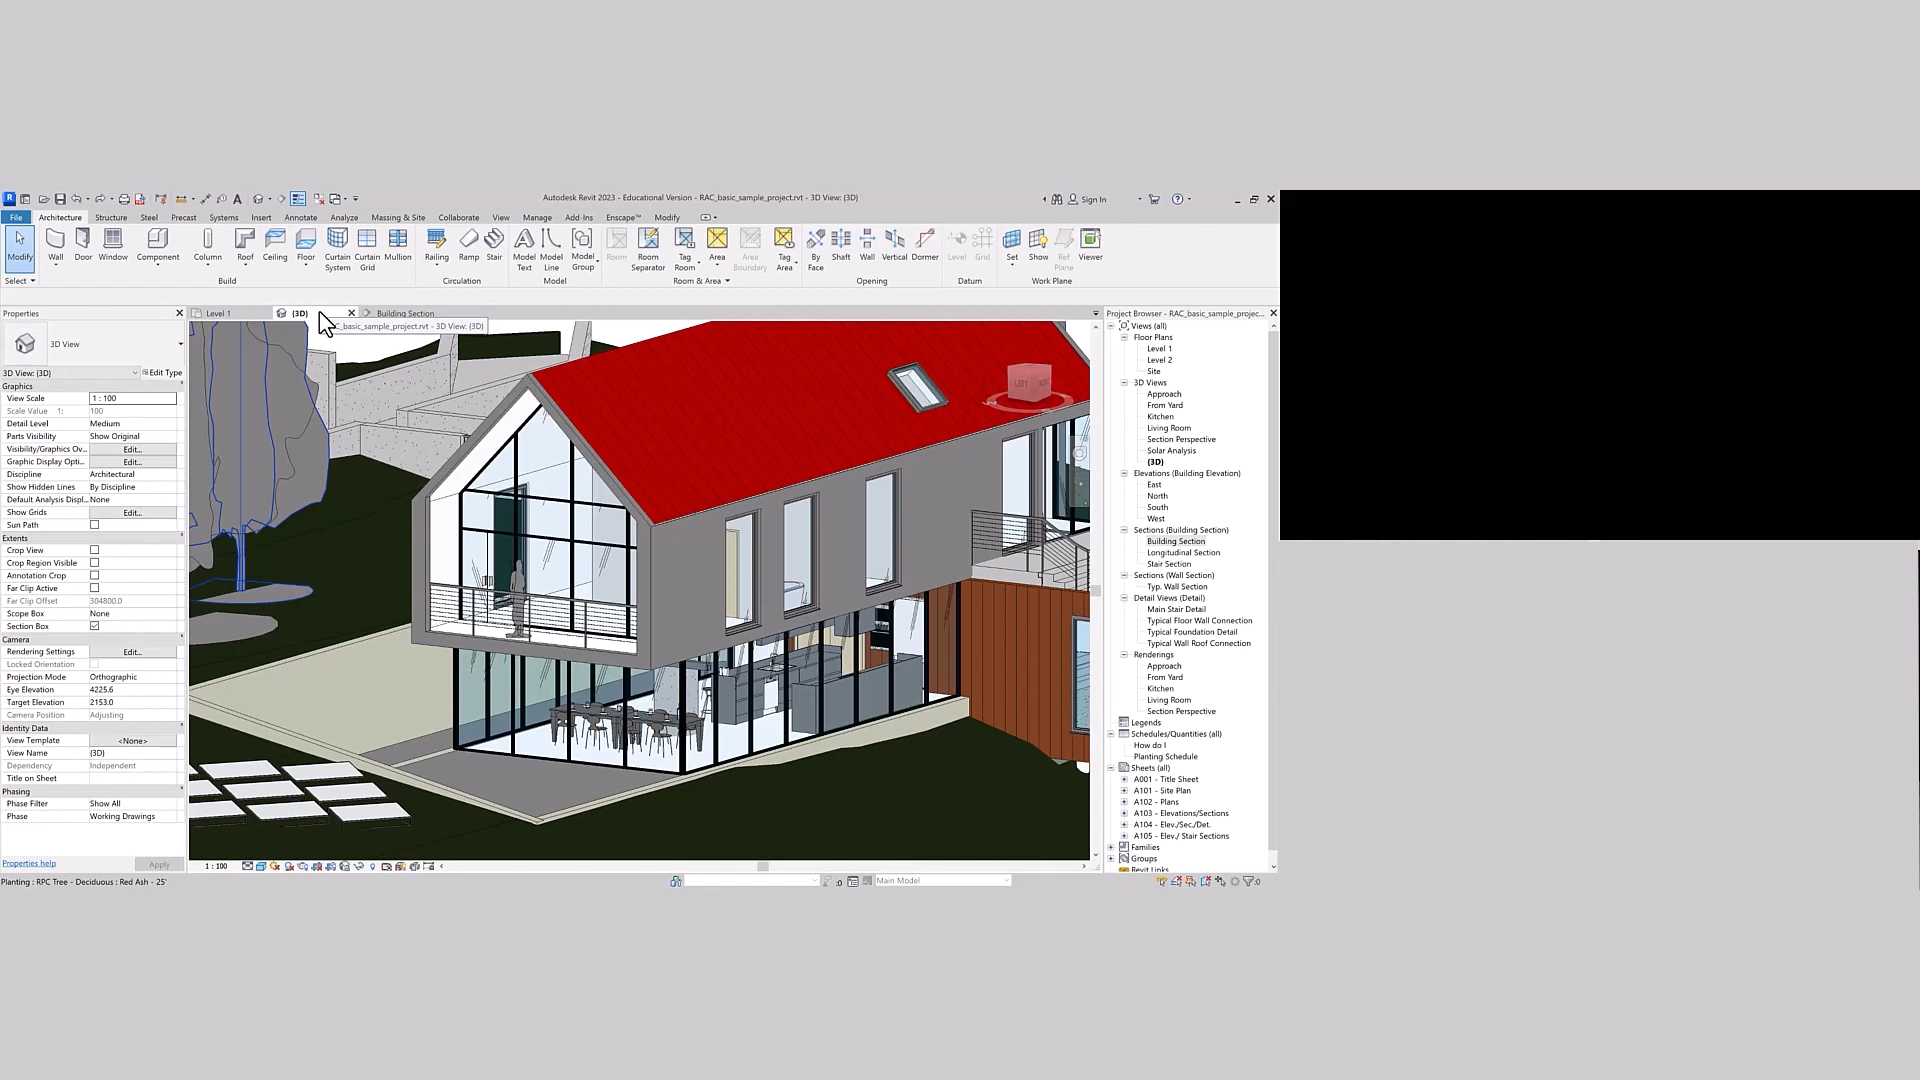 Autodesk Revit 2023 - Educational Version - RAC_basic_sample_project.rvt - 3D View: {3D}
Sign In
File Architecture Structure Steel Precast Systems Insert Annotate Analyze Massing & Site Collaborate View Manage Add-Ins Enscape™ Modify
Modify Wall Door Window Component Column Roof Ceiling Floor Curtain System Curtain Grid Mullion Railing Ramp Stair Model Text Model Line Model Group Room Room Separator Tag Room Area Area Boundary Tag Area By Face Shaft Wall Vertical Dormer Level Grid Set Show Ref Plane Viewer
Select Build Circulation Model Room & Area Opening Datum Work Plane
Properties
Level 1
{3D}
Building Section
C_basic_sample_project.rvt - 3D View: {3D}
3D View
3D View: {3D} Edit Type
Graphics
View Scale 1 : 100
Scale Value 1: 100
Detail Level Medium
Parts Visibility Show Original
Visibility/Graphics Ov... Edit...
Graphic Display Opti... Edit...
Discipline Architectural
Show Hidden Lines By Discipline
Default Analysis Displ... None
Show Grids Edit...
Sun Path
Extents
Crop View
Crop Region Visible
Annotation Crop
Far Clip Active
Far Clip Offset 304800.0
Scope Box None
Section Box
Camera
Rendering Settings Edit...
Locked Orientation
Projection Mode Orthographic
Eye Elevation 4225.6
Target Elevation 2153.0
Camera Position Adjusting
Identity Data
View Template <None>
View Name {3D}
Dependency Independent
Title on Sheet
Phasing
Phase Filter Show All
Phase Working Drawings
Properties help Apply
LEFT
1 : 100
Project Browser - RAC_basic_sample_projec...
Views (all)
Floor Plans
Level 1
Level 2
Site
3D Views
Approach
From Yard
Kitchen
Living Room
Section Perspective
Solar Analysis
{3D}
Elevations (Building Elevation)
East
North
South
West
Sections (Building Section)
Building Section
Longitudinal Section
Stair Section
Sections (Wall Section)
Typ. Wall Section
Detail Views (Detail)
Main Stair Detail
Typical Floor Wall Connection
Typical Foundation Detail
Typical Wall Roof Connection
Renderings
Approach
From Yard
Kitchen
Living Room
Section Perspective
Legends
Schedules/Quantities (all)
How do I
Planting Schedule
Sheets (all)
A001 - Title Sheet
A101 - Site Plan
A102 - Plans
A103 - Elevations/Sections
A104 - Elev./Sec./Det.
A105 - Elev./ Stair Sections
Families
Groups
Revit Links
Planting : RPC Tree - Deciduous : Red Ash - 25'
:0
Main Model
:0